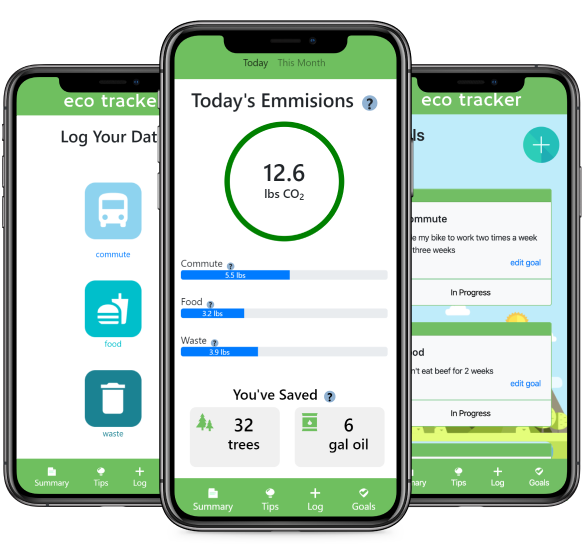 eco tracke
Log Your Dat
commute
food
waste
Summary
Tips
Log
Today This Month
Today's Emmisions ?
12.6
lbs CO₂
Commute ?
5.5 lbs
Food ?
3.2 lbs
Waste ?
3.9 lbs
You've Saved ?
32
trees
6
gal oil
Summary
Tips
Log
Goals
eco tracker
ls
ommute
e my bike to work two times a week
three weeks
edit goal
In Progress
od
n't eat beef for 2 weeks
edit goal
In Progress
mary
Tips
Log
Goals